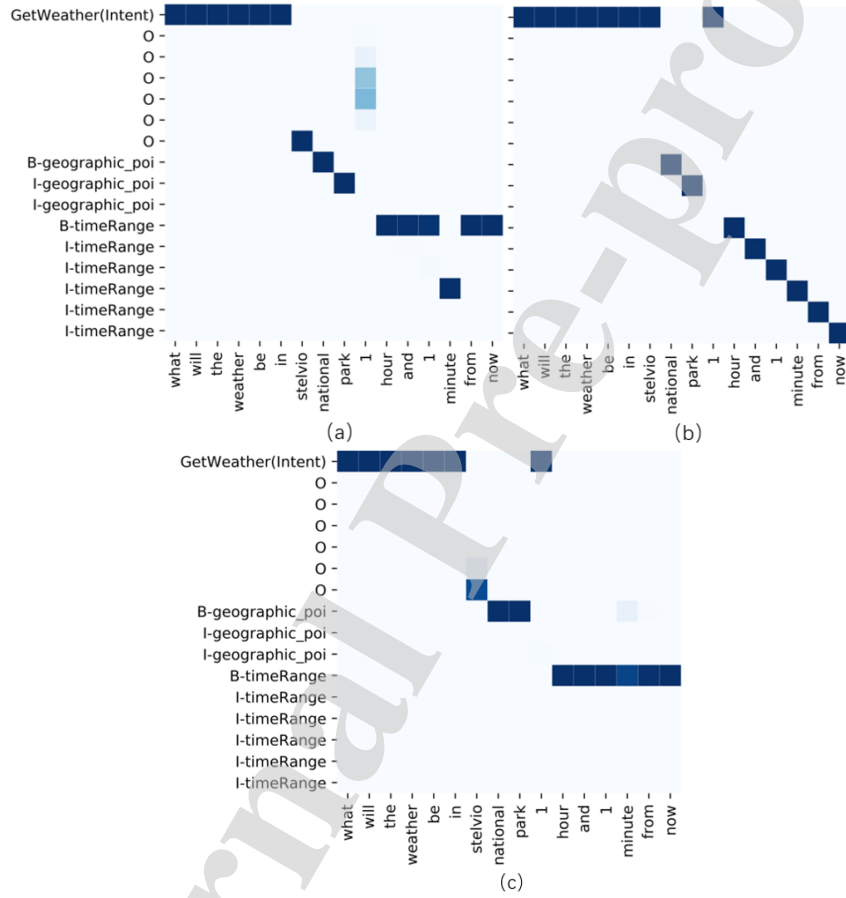 GetWeather(Intent)
O
O
O
O
O
O
B-geographic_poi
I-geographic_poi
I-geographic_poi
B-timeRange
I-timeRange
I-timeRange
I-timeRange
I-timeRange
I-timeRange
what will the weather be in stelvio national park 1 hour and 1 minute from now
(a)
what will the weather be in stelvio national park 1 hour and 1 minute from now
(b)
GetWeather(Intent)
O
O
O
O
O
O
B-geographic_poi
I-geographic_poi
I-geographic_poi
B-timeRange
I-timeRange
I-timeRange
I-timeRange
I-timeRange
I-timeRange
what will the weather be in stelvio national park 1 hour and 1 minute from now
(c)
rnal Pre-pro